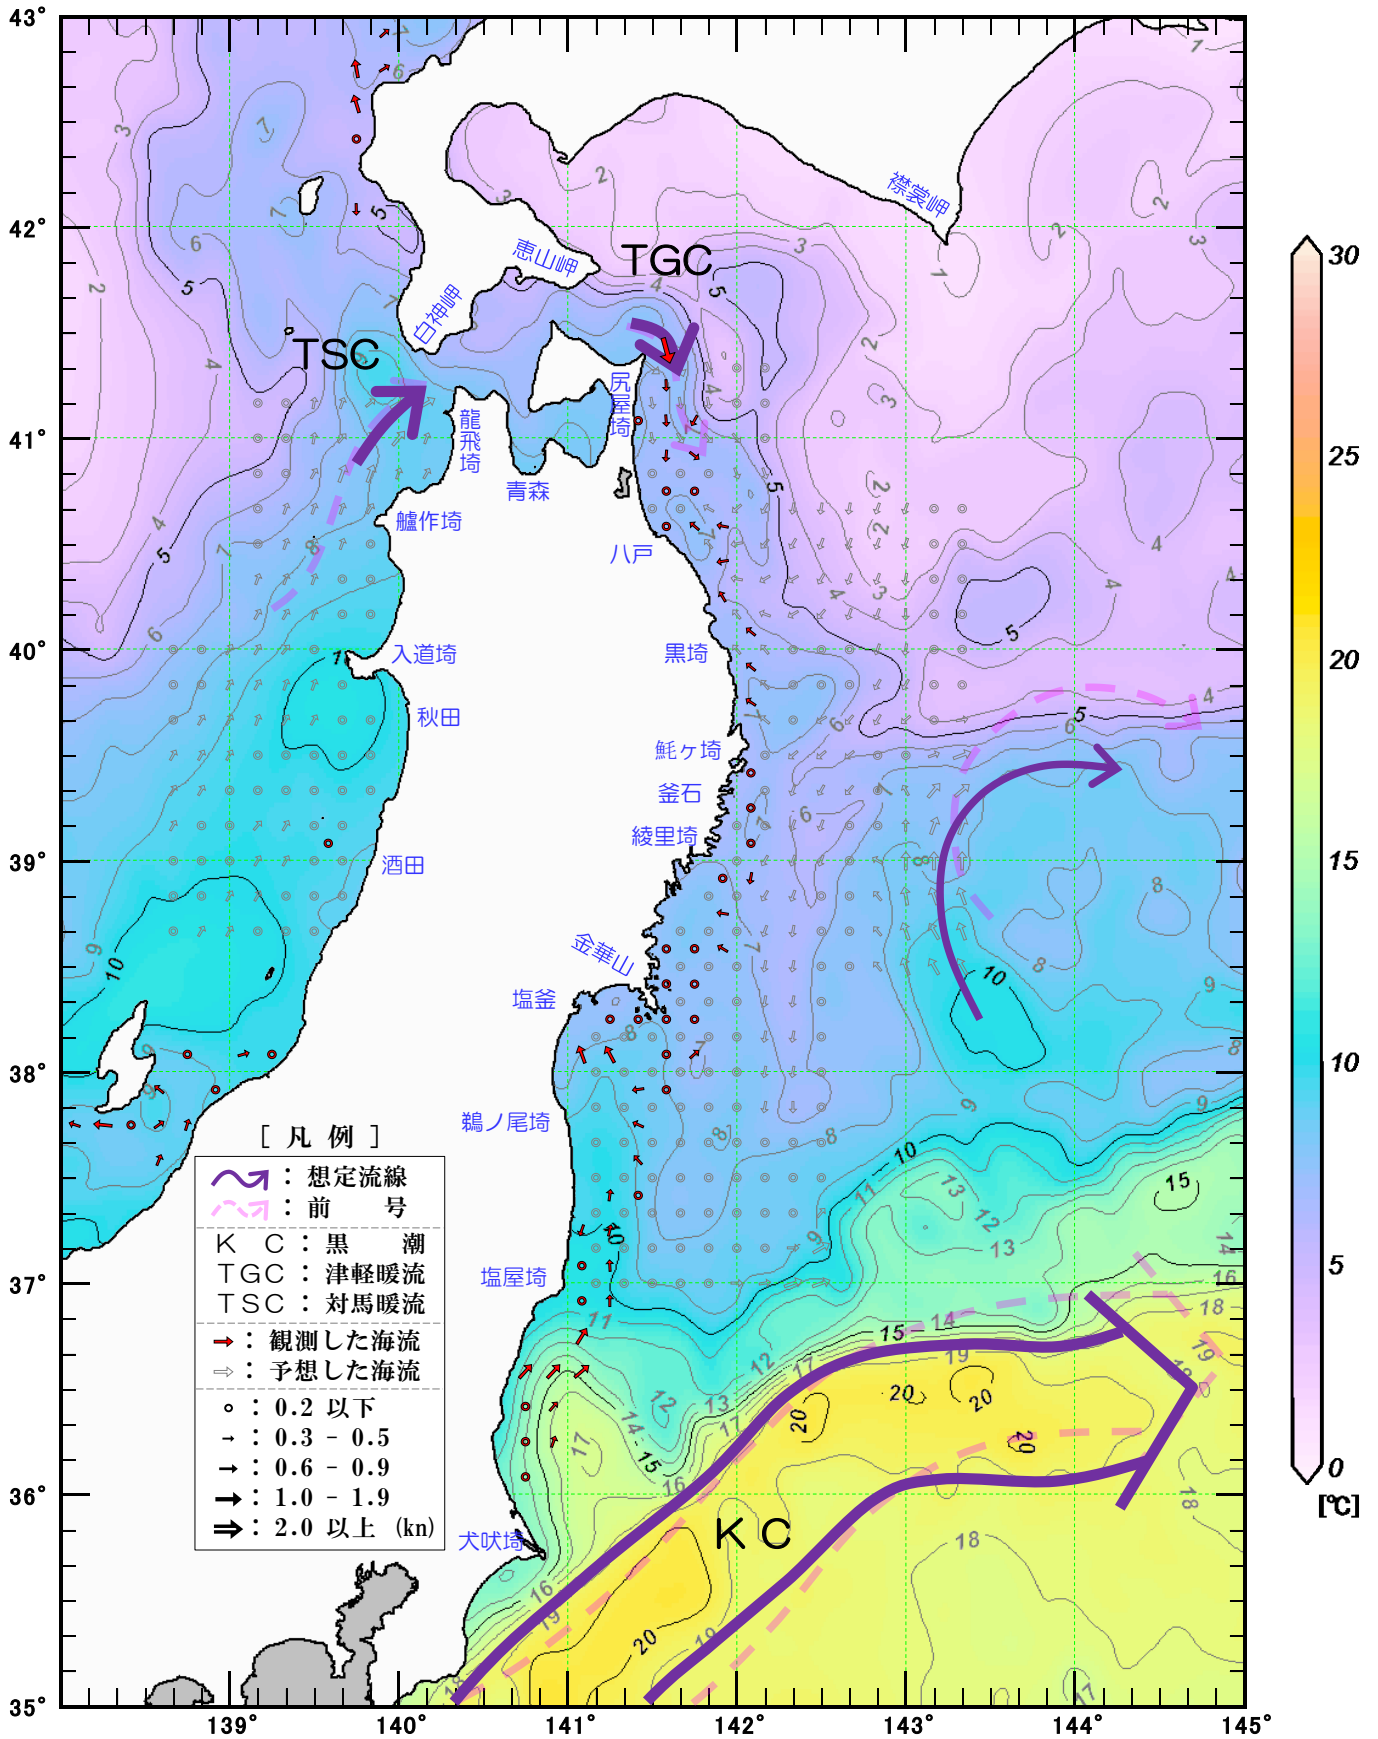 43°
42°
41°
40°
39°
38°
37°
36°
35°
139°
140°
141°
142°
143°
144°
145°
襟裳岬
恵山岬
TGC
白神岬
TSC
尻屋埼
龍飛埼
青森
艫作埼
八戸
入道埼
黒埼
秋田
魹ヶ埼
釜石
綾里埼
酒田
金華山
塩釜
鵜ノ尾埼
塩屋埼
犬吠埼
KC
[ 凡 例 ]
: 想定流線
: 前 号
K C : 黒 潮
TGC : 津軽暖流
TSC : 対馬暖流
: 観測した海流
: 予想した海流
: 0.2 以下
: 0.3 - 0.5
: 0.6 - 0.9
: 1.0 - 1.9
: 2.0 以上 (kn)
30
25
20
15
10
5
0
[℃]